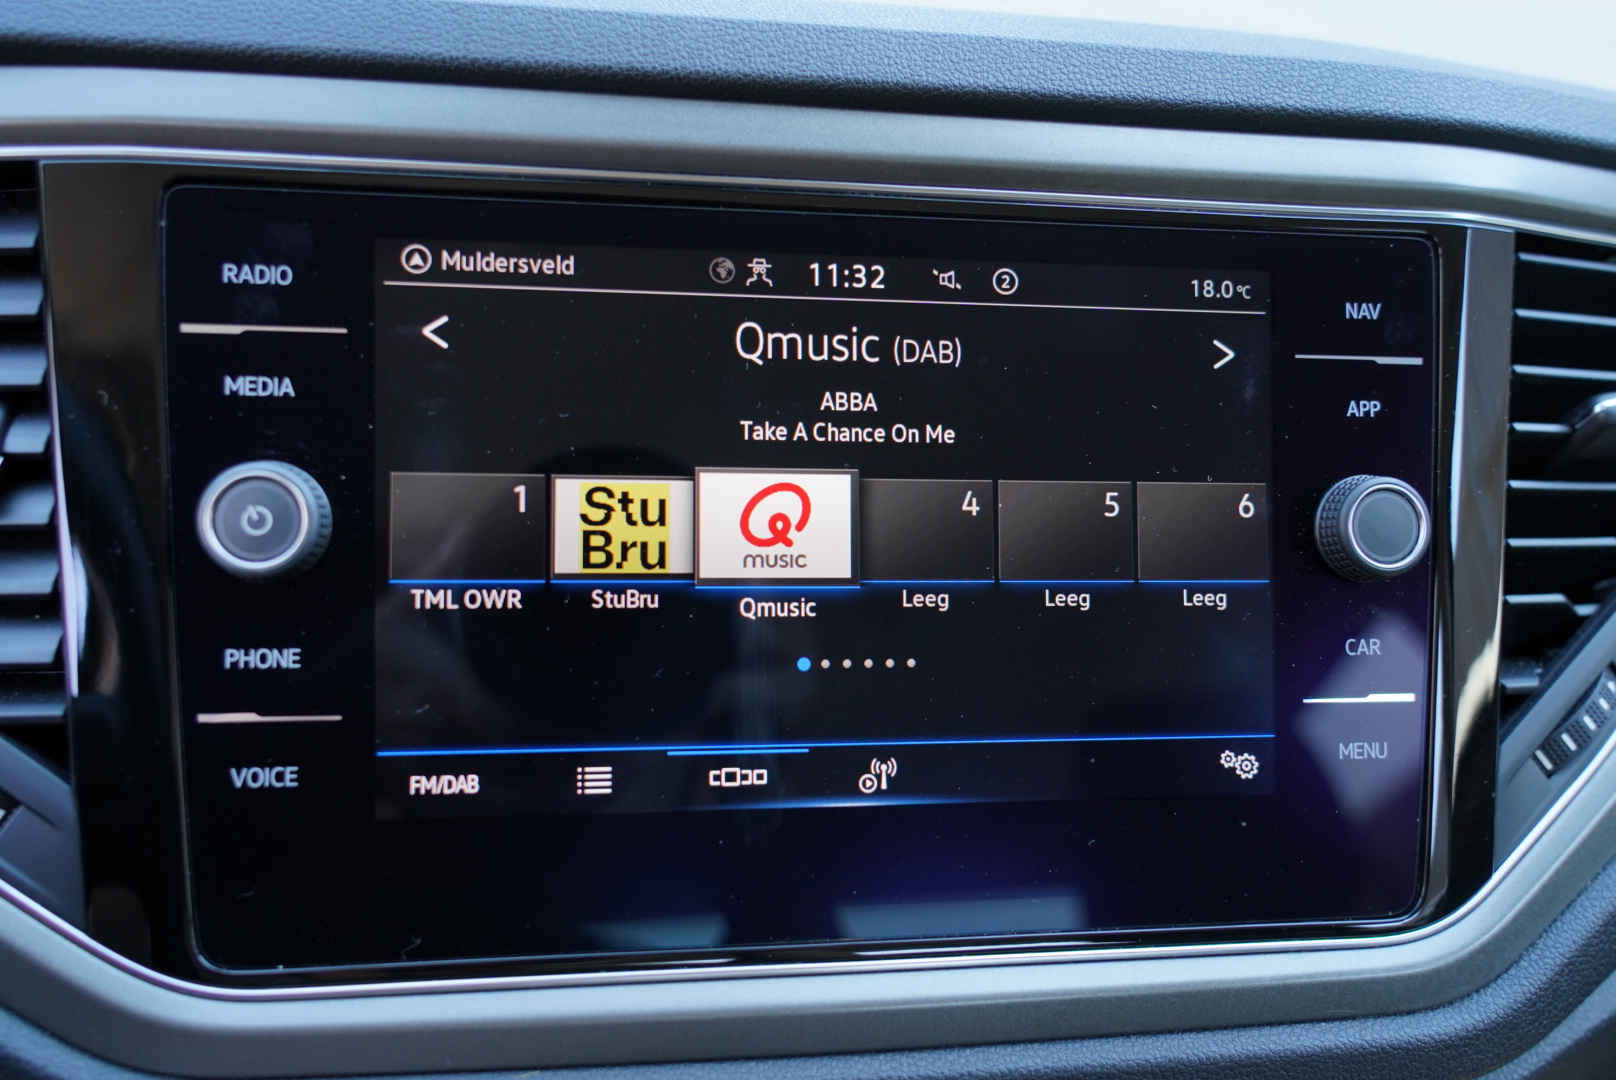 RADIO
MEDIA
PHONE
VOICE
Muldersveld
11:32
2
18.0°C
Qmusic (DAB)
ABBA
Take A Chance On Me
1
Stu
Bru
MUSIC
4
5
6
TML OWR
StuBru
Qmusic
Leeg
Leeg
Leeg
FM/DAB
NAV
APP
CAR
MENU